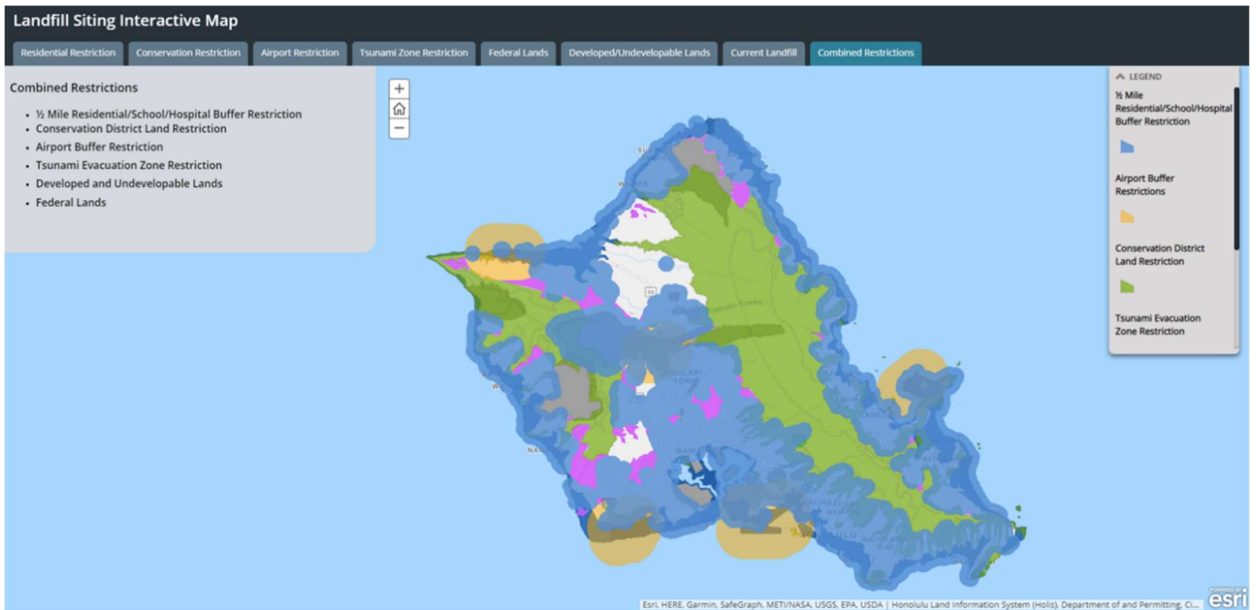 Landfill Siting Interactive Map
Residential Restriction
Conservation Restriction
Airport Restriction
Tsunami Zone Restriction
Federal Lands
Developed/Undevelopable Lands
Current Landfill
Combined Restrictions
Combined Restrictions
• ½ Mile Residential/School/Hospital Buffer Restriction
• Conservation District Land Restriction
• Airport Buffer Restriction
• Tsunami Evacuation Zone Restriction
• Developed and Undevelopable Lands
• Federal Lands
+
−
LEGEND
½ Mile
Residential/School/Hospital
Buffer Restriction
Airport Buffer
Restrictions
Conservation District
Land Restriction
Tsunami Evacuation
Zone Restriction
Esri, HERE, Garmin, SafeGraph, METI/NASA, USGS, EPA, USDA | Honolulu Land Information System (Holis), Department of and Permitting, Ci...
POWERED BY
esri